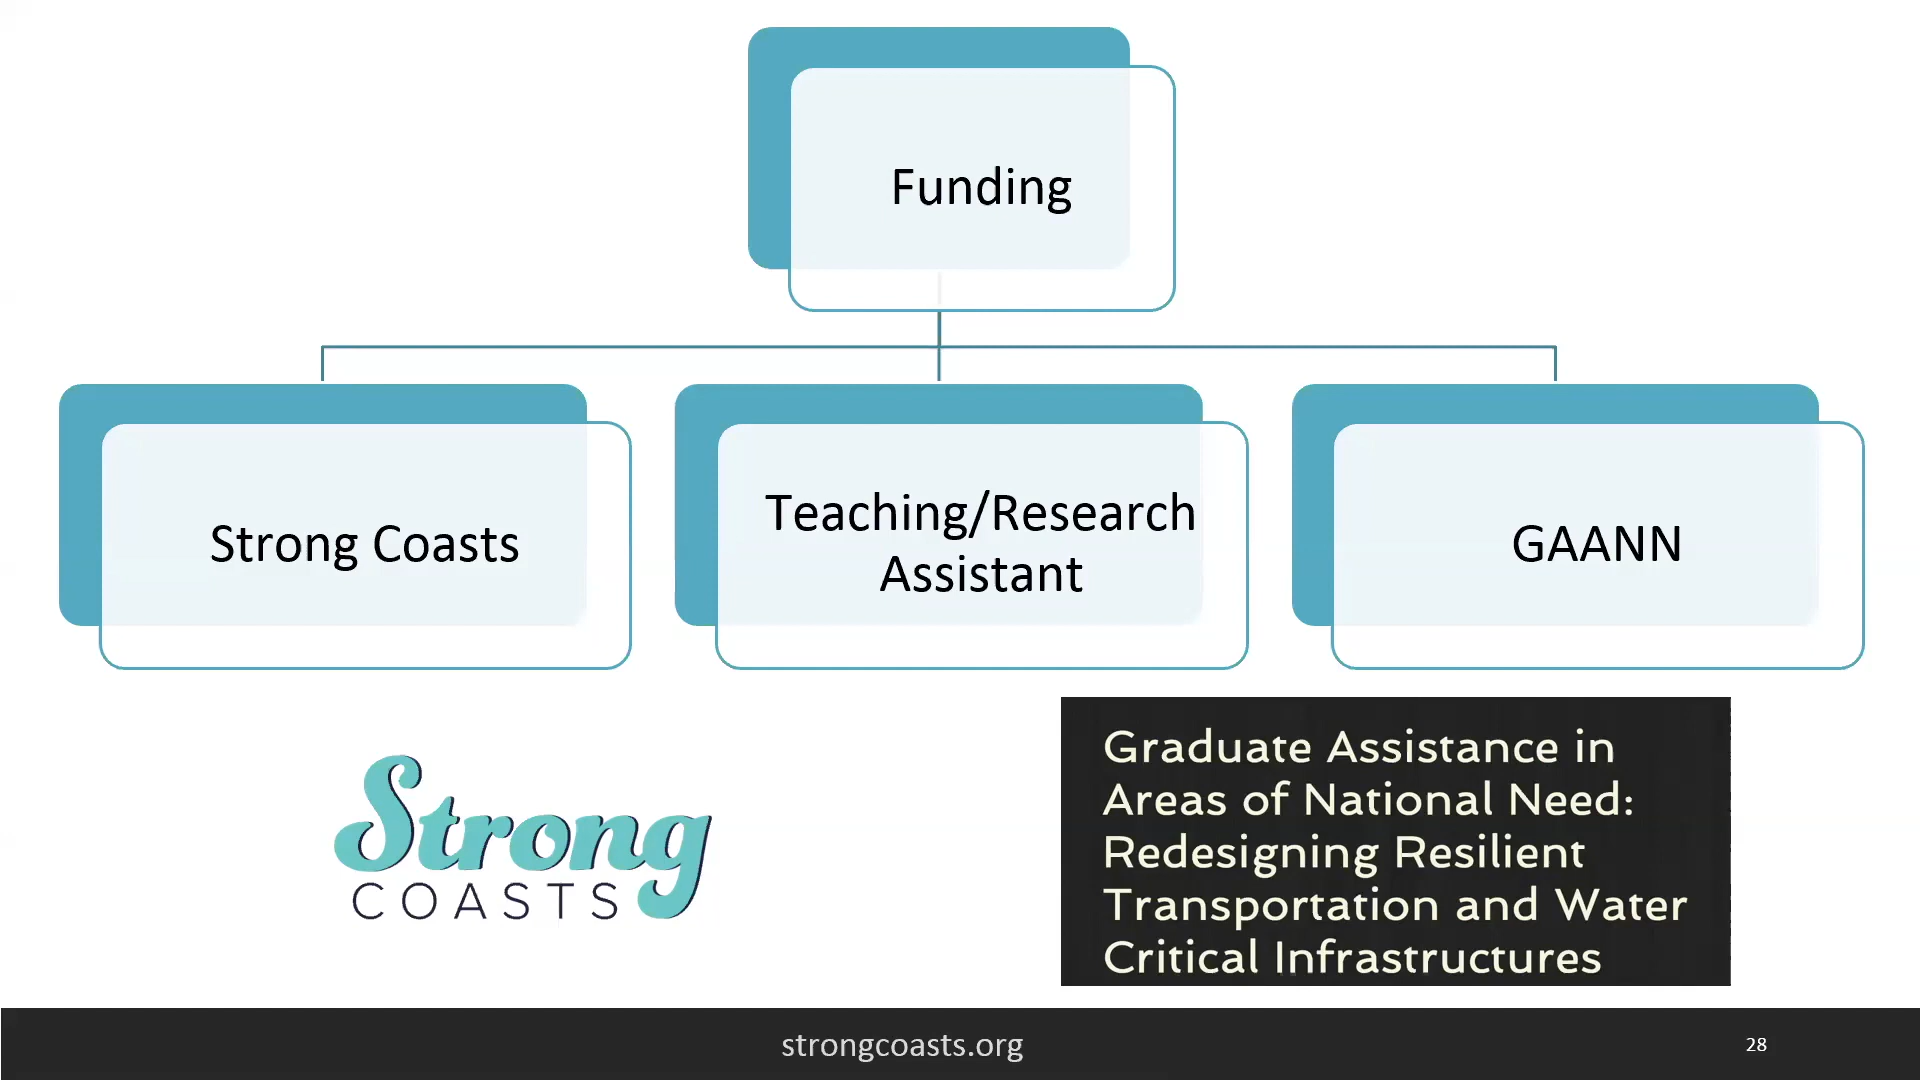 Funding
Strong Coasts
Teaching/Research
Assistant
GAANN
Strong
COASTS
Graduate Assistance in
Areas of National Need:
Redesigning Resilient
Transportation and Water
Critical Infrastructures
strongcoasts.org
28